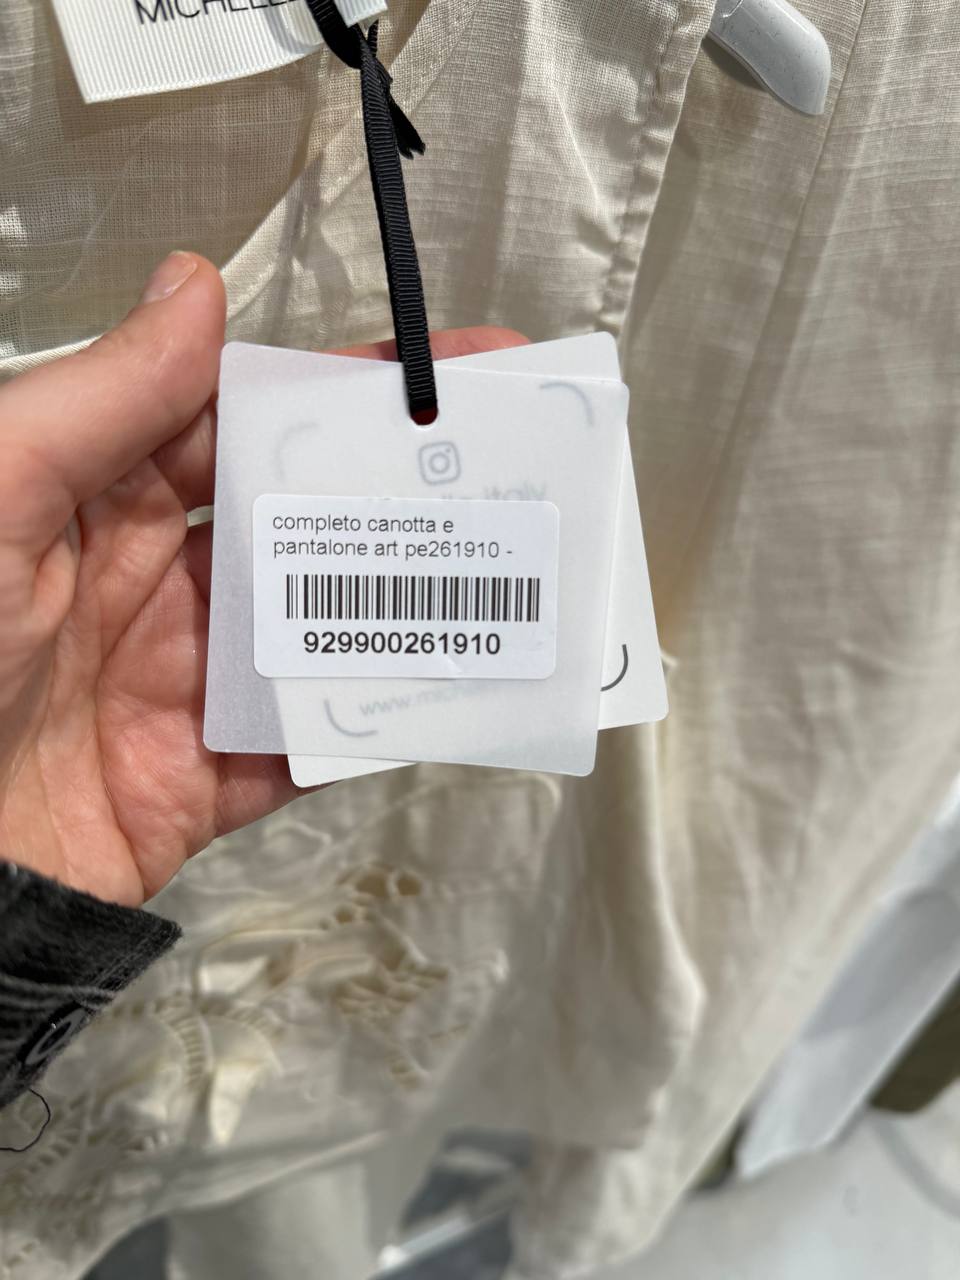 completo canotta e
pantalone art pe261910 -
929900261910